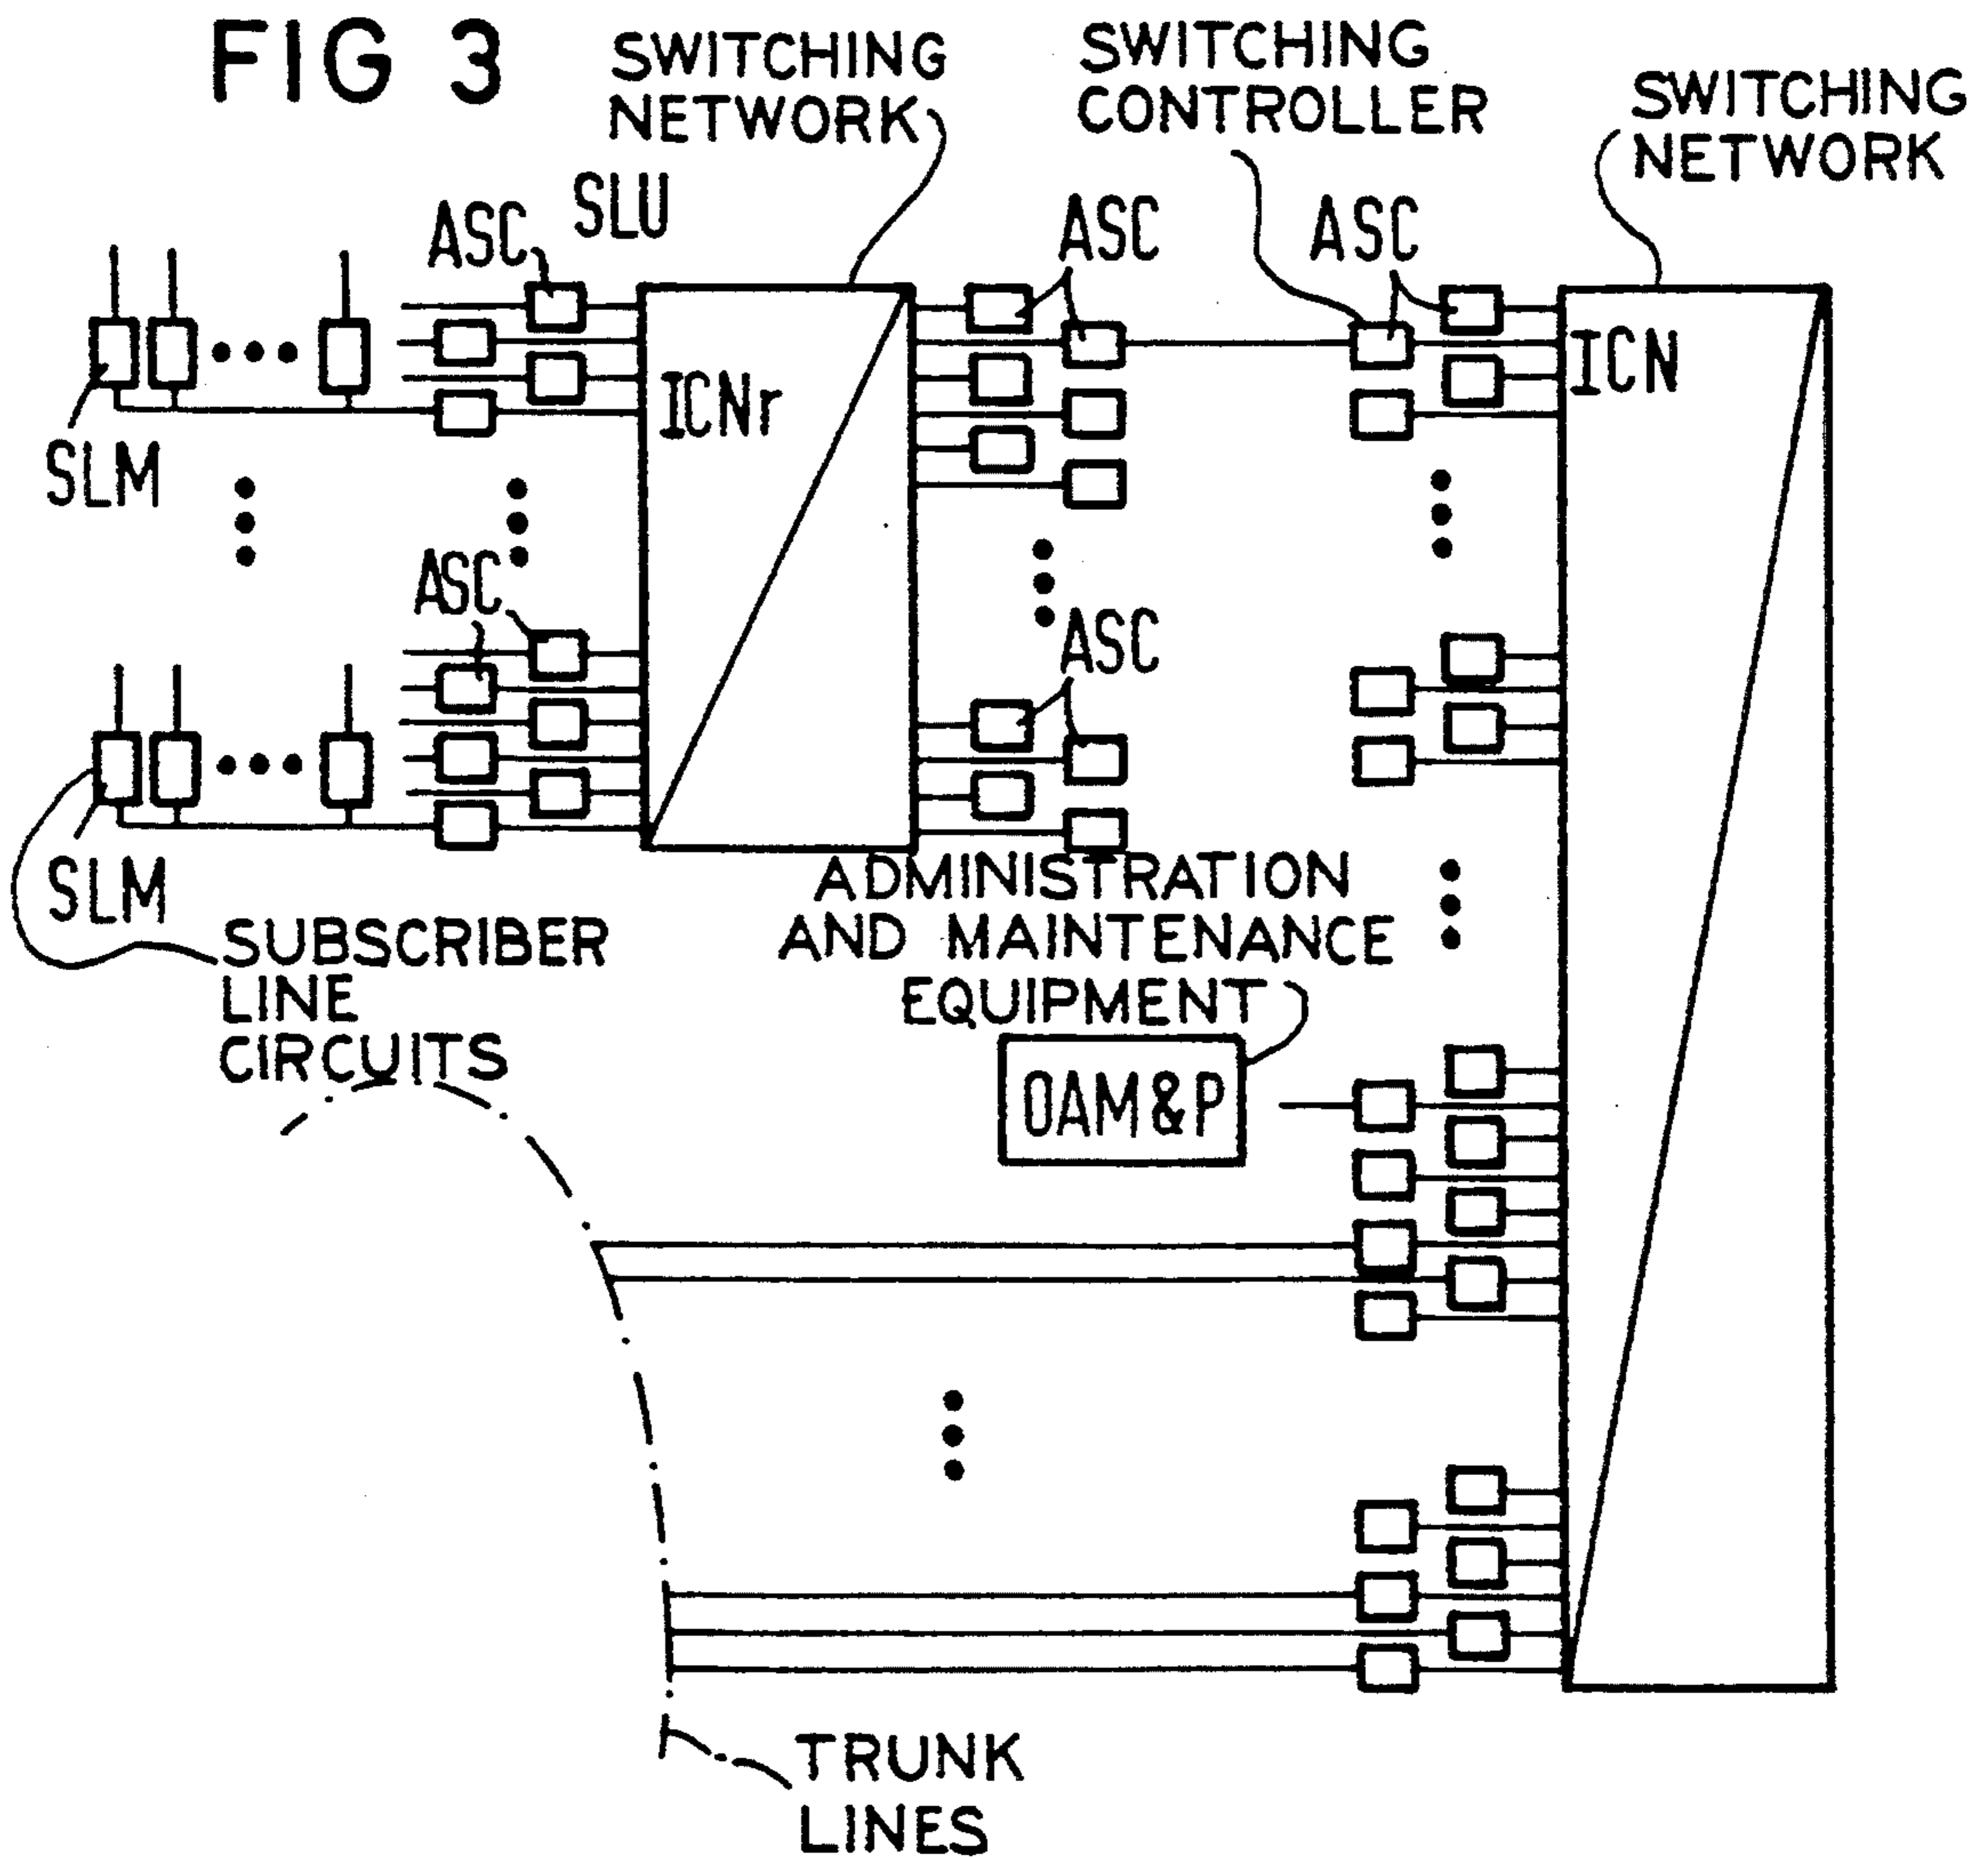 FIG 3
SWITCHING
NETWORK
SWITCHING
CONTROLLER
SWITCHING
NETWORK
SLU
ASC
ASC
ASC
ICNr
ICN
SLM
ASC
ASC
SLM
SUBSCRIBER
LINE
CIRCUITS
ADMINISTRATION
AND MAINTENANCE
EQUIPMENT
OAM&P
TRUNK
LINES